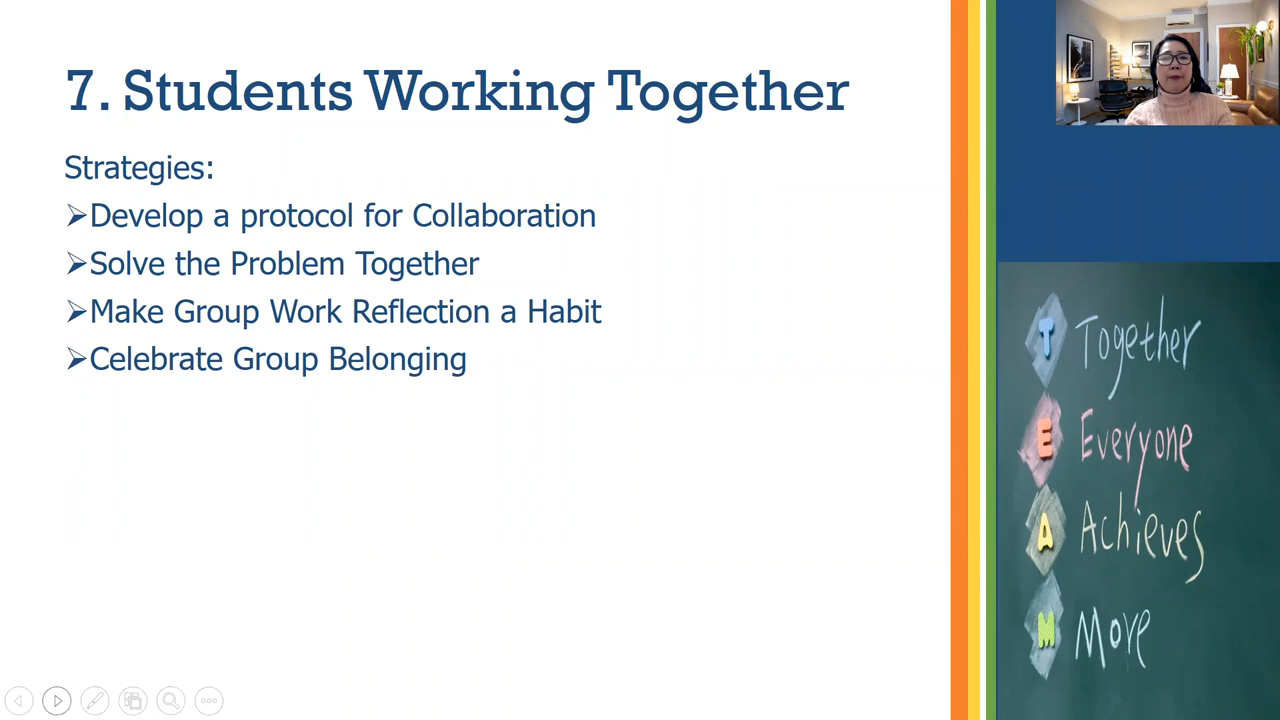 7. Students Working Together
Strategies:
➢Develop a protocol for Collaboration
➢Solve the Problem Together
➢Make Group Work Reflection a Habit
➢Celebrate Group Belonging
T Together
E Everyone
A Achieves
M More